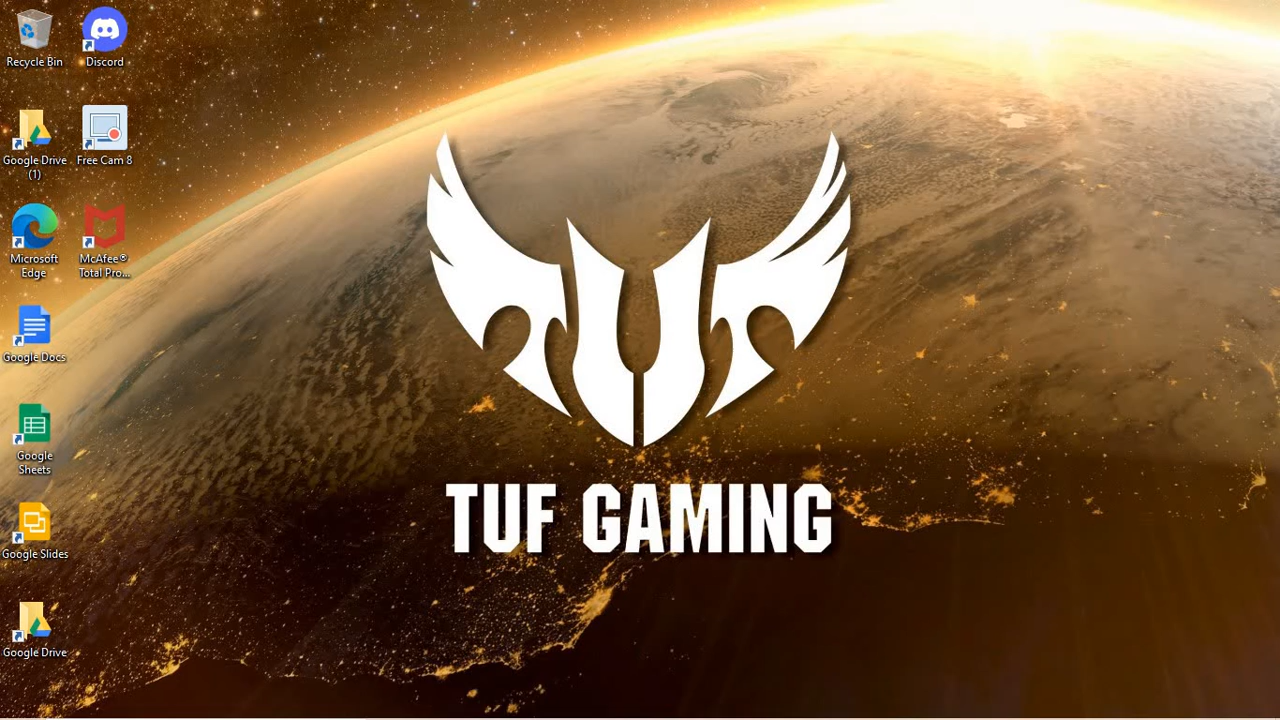 Recycle Bin
Discord
Google Drive
(1)
Free Cam 8
Microsoft
Edge
McAfee®
Total Pro...
Google Docs
Google
Sheets
Google Slides
Google Drive
TUF GAMING